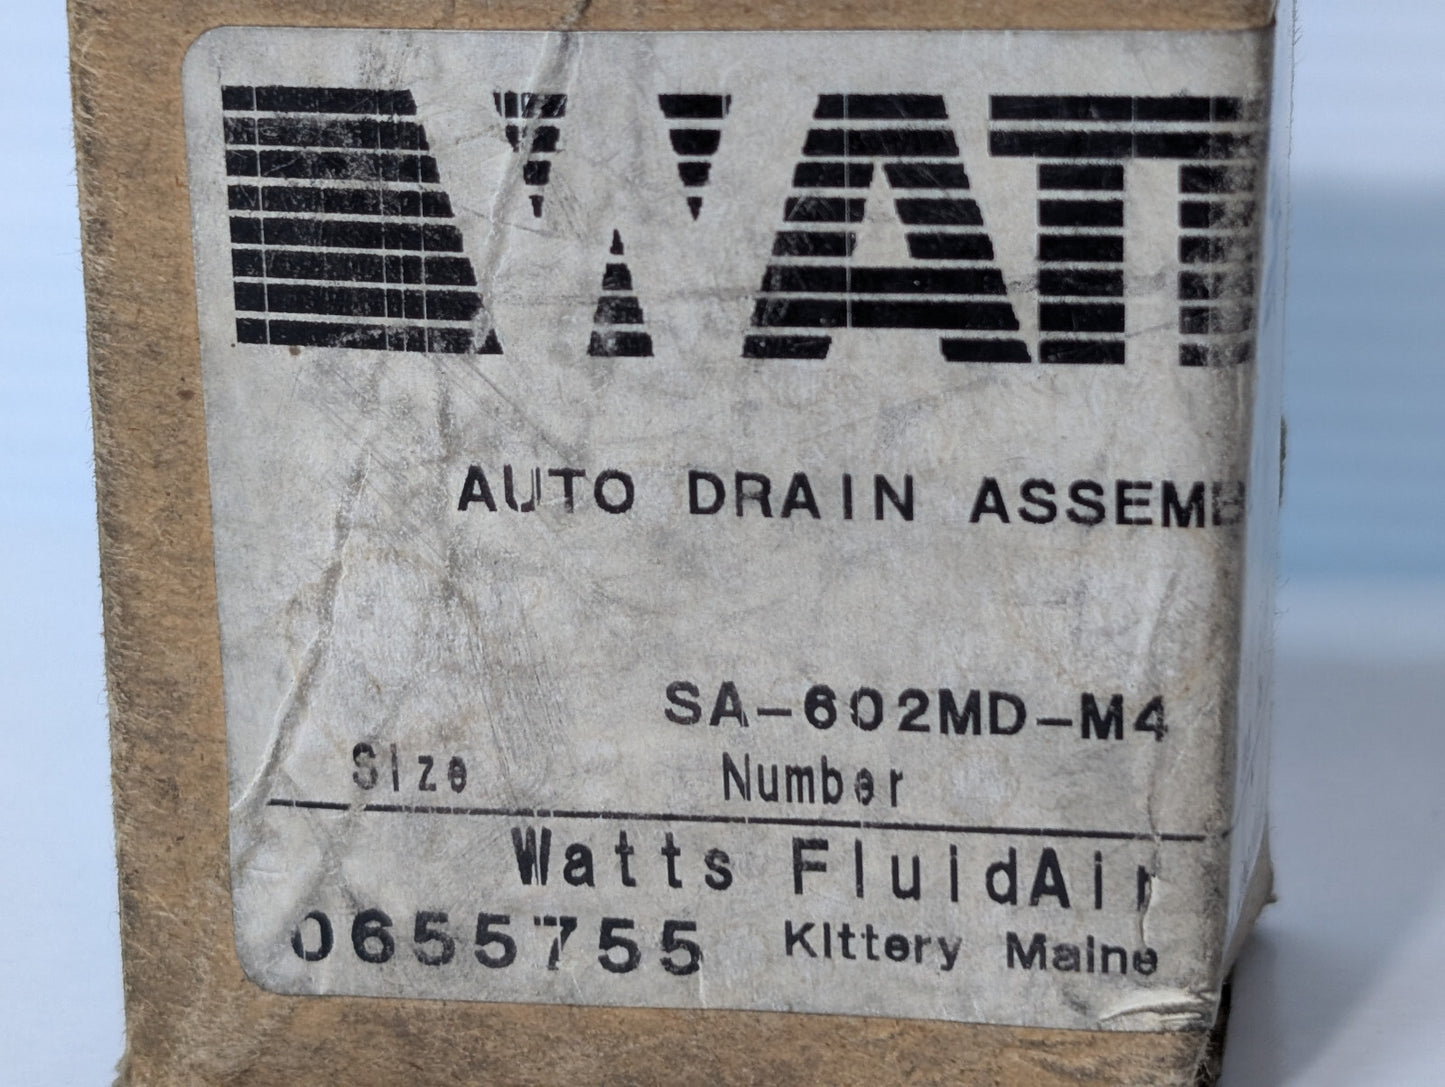 WATT
AUTO DRAIN ASSEMB
SA-602MD-M4
Size Number
Watts FluidAir
0655755 Kittery Maine